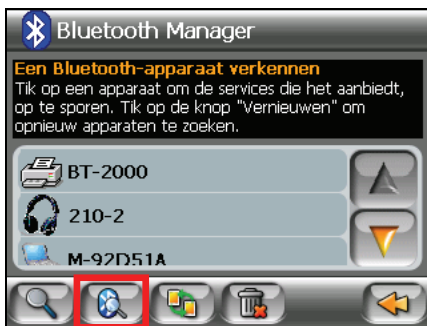 Bluetooth Manager
Een Bluetooth-apparaat verkennen
Tik op een apparaat om de services die het aanbiedt,
op te sporen. Tik op de knop "Vernieuwen" om
opnieuw apparaten te zoeken.
BT-2000
210-2
M-92D51A